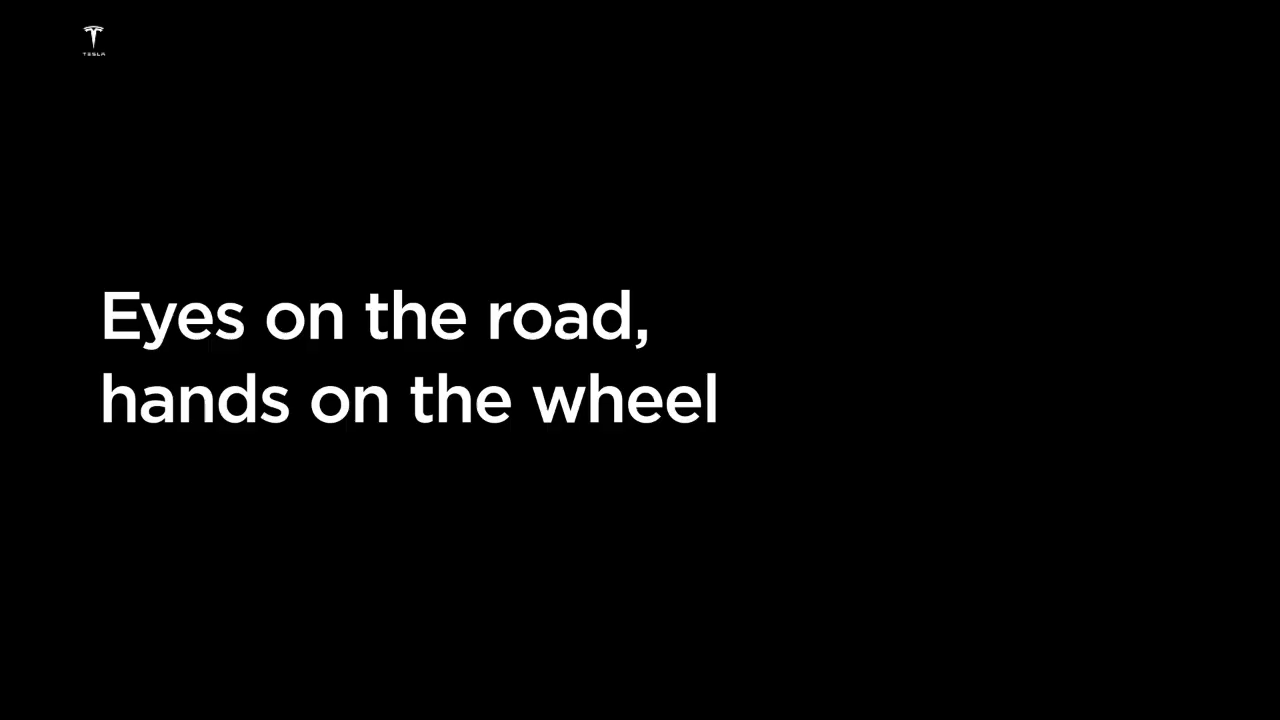 TESLA
Eyes on the road,
hands on the wheel